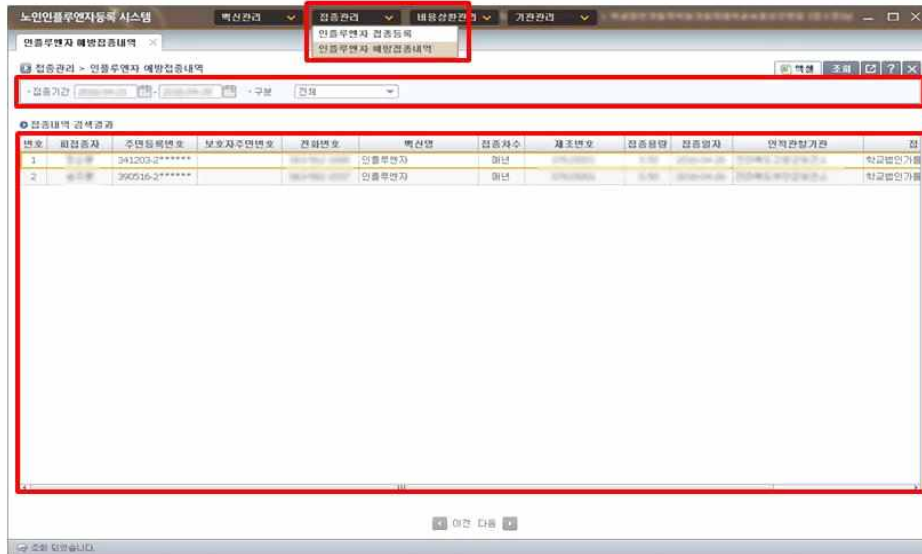 노인인플루엔자등록 시스템 백신관리 접종관리 비용상환관리 기관관리
인플루엔자 접종등록
인플루엔자 예방접종내역
인플루엔자 예방접종내역
접종관리 > 인플루엔자 예방접종내역 엑셀 조회 ?
· 접종기간 - · 구분 전체
접종내역 검색결과
번호 피접종자 주민등록번호 보호자주민번호 전화번호 백신명 접종차수 제조번호 접종용량 접종일자 인적관할기관 접
1 341203-2****** 인플루엔자 매년 학교법인가톨
2 390516-2****** 인플루엔자 매년 학교법인가톨
이전 다음
조회 되었습니다.